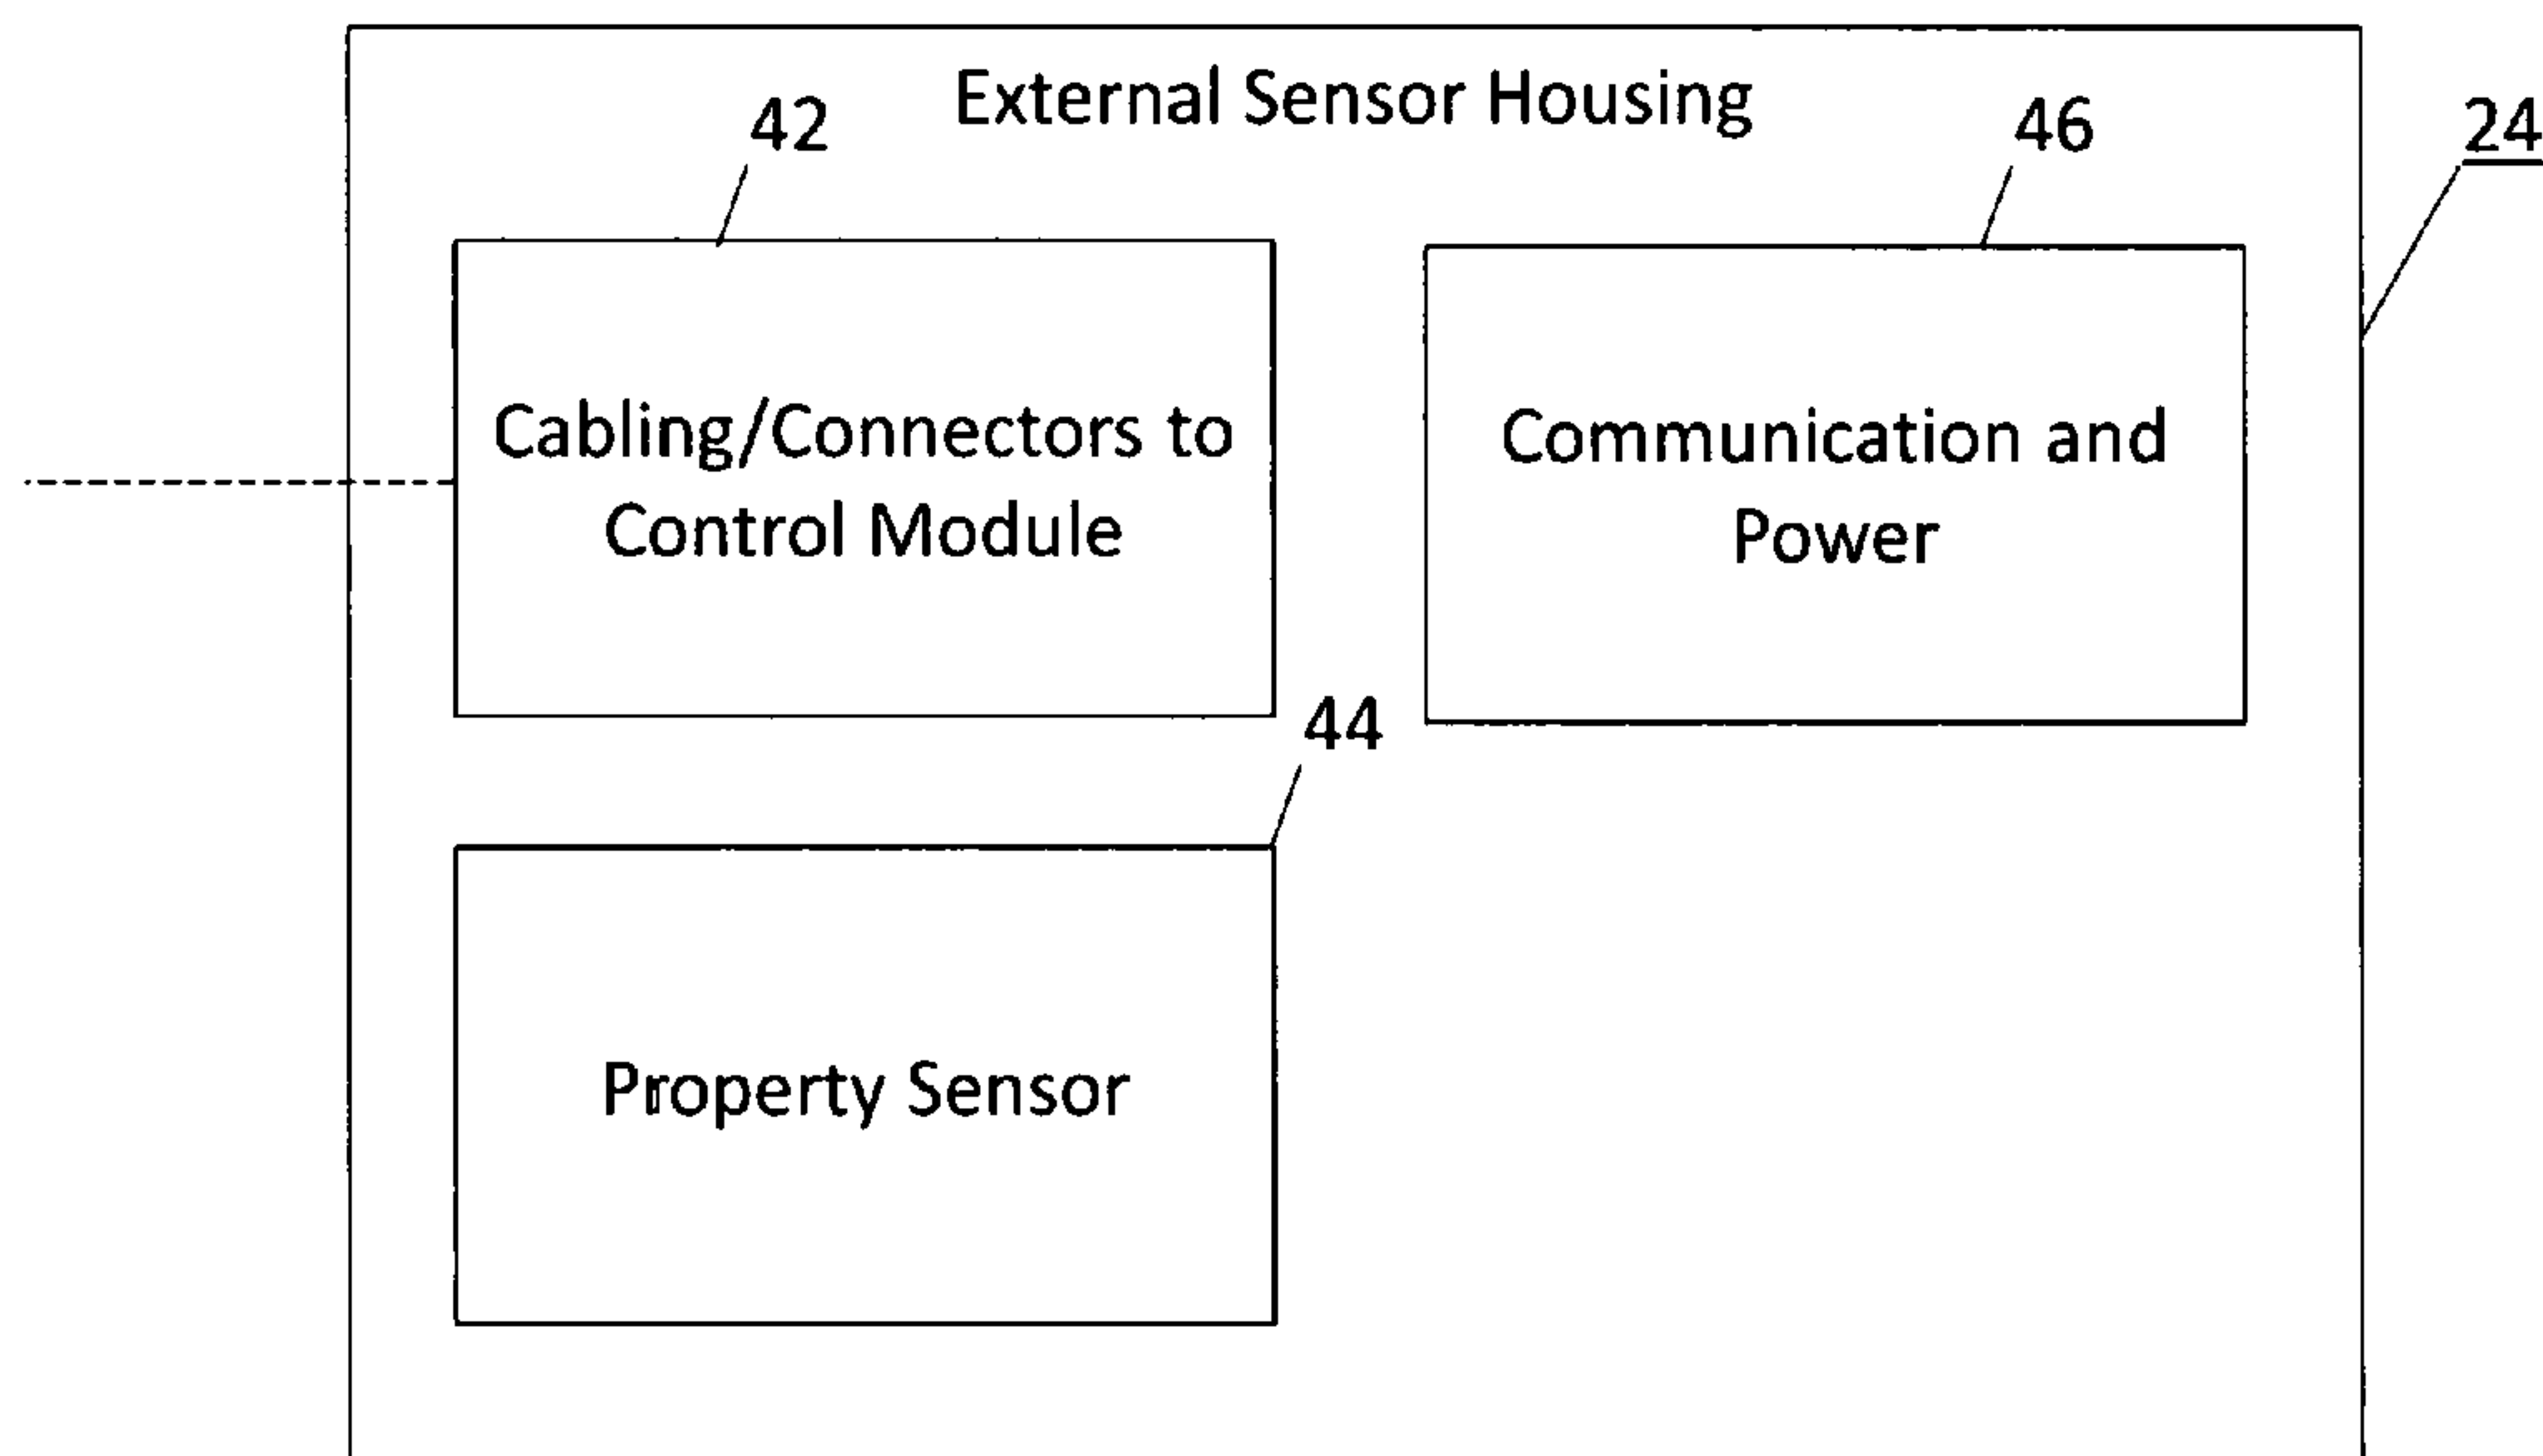 External Sensor Housing
42
46
24
Cabling/Connectors to
Control Module
Communication and
Power
44
Property Sensor